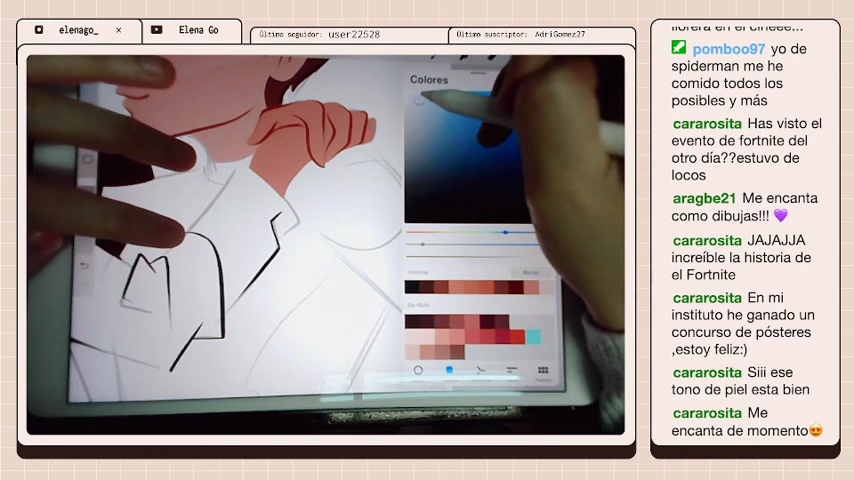 elenago_ ×
Elena Go
Último seguidor: user22528
Último suscriptor: AdriGomez27
Colores
Historial
Borrar
pomboo97 yo de
spiderman me he
comido todos los
posibles y más
cararosita Has visto el
evento de fortnite del
otro día??estuvo de
locos
aragbe21 Me encanta
como dibujas!!! 💜
cararosita JAJAJJA
increíble la historia de
el Fortnite
cararosita En mi
instituto he ganado un
concurso de pósteres
,estoy feliz:)
cararosita Siii ese
tono de piel esta bien
cararosita Me
encanta de momento😍